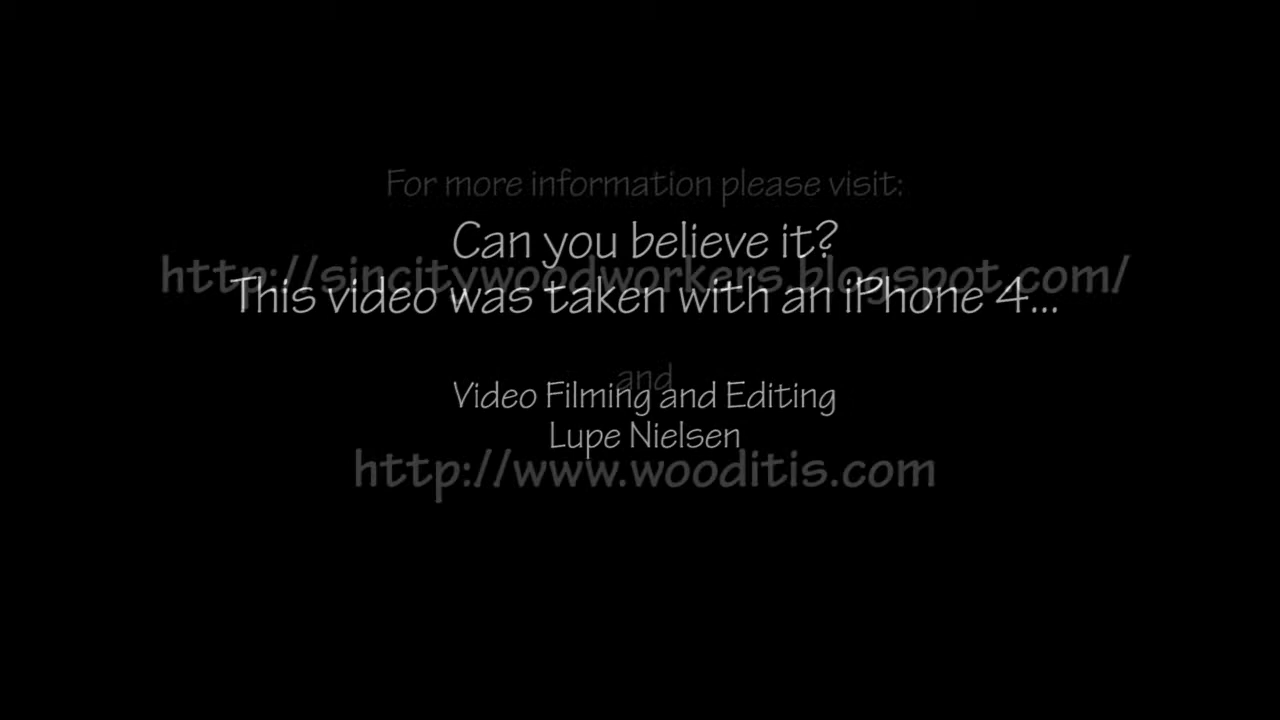 For more information please visit:
Can you believe it?
http://sincitywoodworkers.blogspot.com/
This video was taken with an iPhone 4...
and
Video Filming and Editing
Lupe Nielsen
http://www.wooditis.com